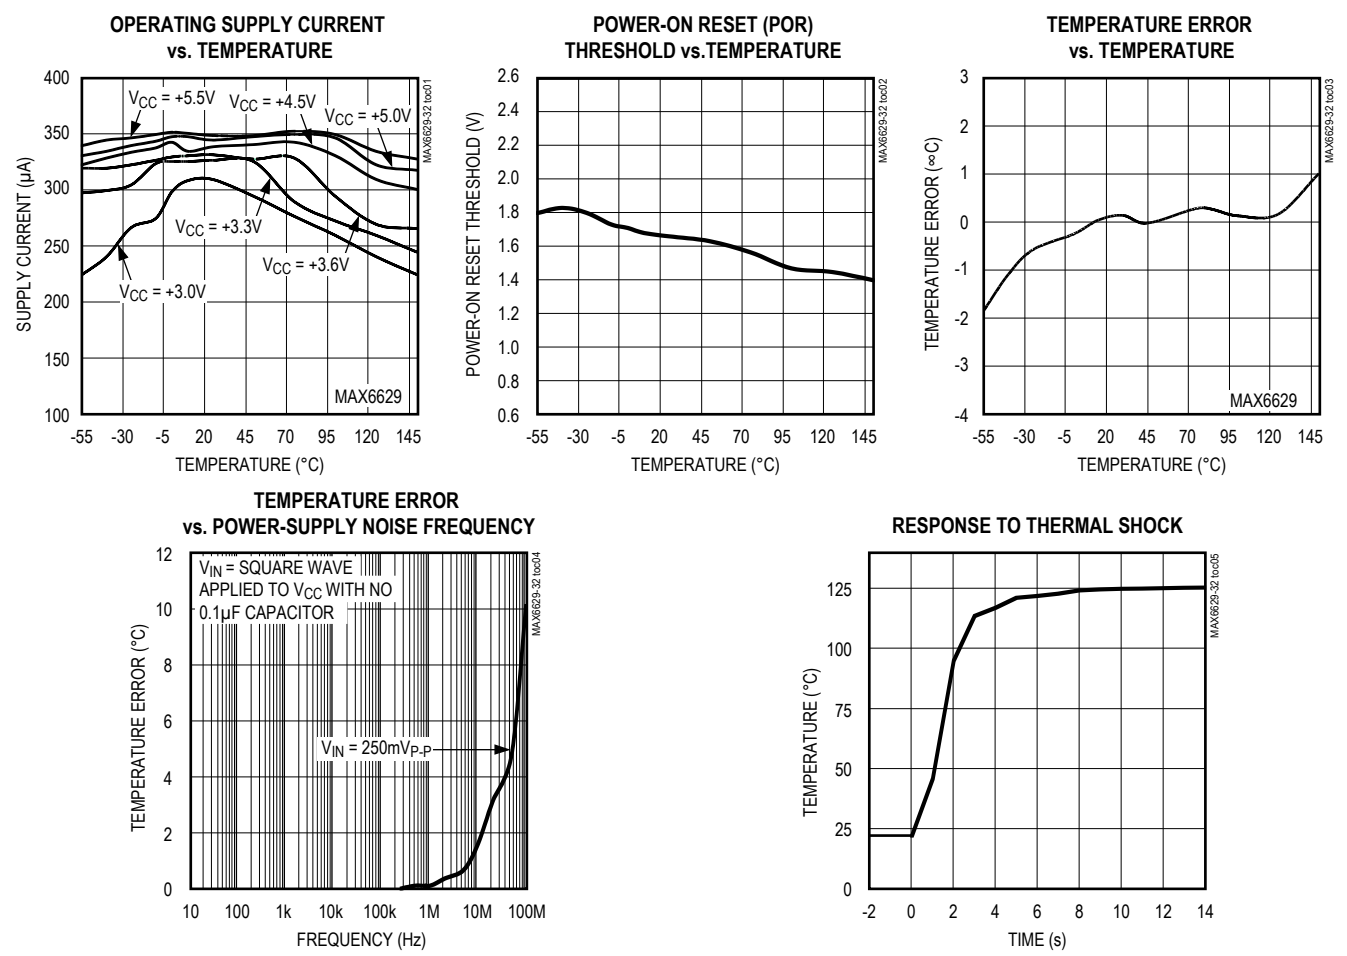 OPERATING SUPPLY CURRENT
vs. TEMPERATURE
400
350
300
250
200
150
100
SUPPLY CURRENT (µA)
VCC = +5.5V
VCC = +4.5V
VCC = +5.0V
VCC = +3.3V
VCC = +3.6V
VCC = +3.0V
MAX6629
MAX6629-32 toc01
-55 -30 -5 20 45 70 95 120 145
TEMPERATURE (°C)
POWER-ON RESET (POR)
THRESHOLD vs.TEMPERATURE
2.6
2.4
2.2
2.0
1.8
1.6
1.4
1.2
1.0
0.8
0.6
POWER-ON RESET THRESHOLD (V)
MAX6629-32 toc02
-55 -30 -5 20 45 70 95 120 145
TEMPERATURE (°C)
TEMPERATURE ERROR
vs. TEMPERATURE
3
2
1
0
-1
-2
-3
-4
TEMPERATURE ERROR (∞C)
MAX6629
MAX6629-32 toc03
-55 -30 -5 20 45 70 95 120 145
TEMPERATURE (°C)
TEMPERATURE ERROR
vs. POWER-SUPPLY NOISE FREQUENCY
12
10
8
6
4
2
0
TEMPERATURE ERROR (°C)
VIN = SQUARE WAVE
APPLIED TO VCC WITH NO
0.1µF CAPACITOR
VIN = 250mVP-P
MAX6629-32 toc04
10 100 1k 10k 100k 1M 10M 100M
FREQUENCY (Hz)
RESPONSE TO THERMAL SHOCK
125
100
75
50
25
0
TEMPERATURE (°C)
MAX6629-32 toc05
-2 0 2 4 6 8 10 12 14
TIME (s)